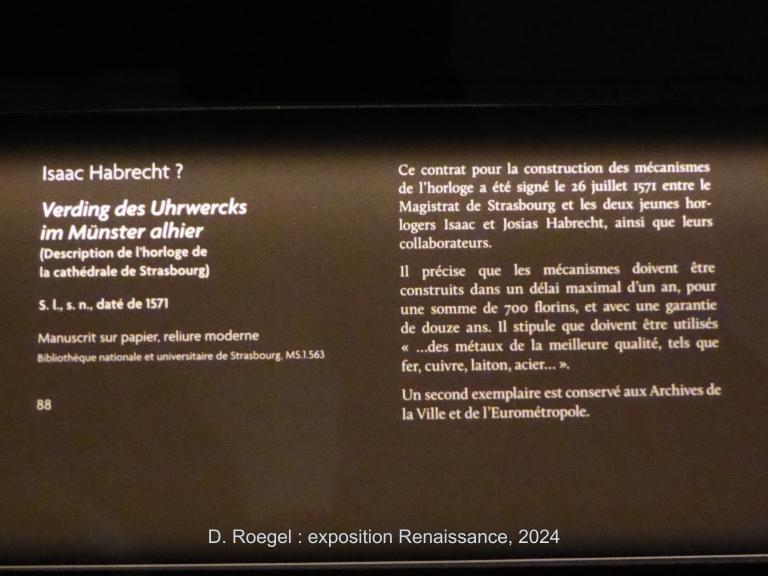 Isaac Habrecht ?
Verding des Uhrwercks
im Münster alhier
(Description de l'horloge de
la cathédrale de Strasbourg)
S. l., s. n., daté de 1571
Manuscrit sur papier, reliure moderne
Bibliothèque nationale et universitaire de Strasbourg, MS.1.563
88
Ce contrat pour la construction des mécanismes
de l'horloge a été signé le 26 juillet 1571 entre le
Magistrat de Strasbourg et les deux jeunes hor-
logers Isaac et Josias Habrecht, ainsi que leurs
collaborateurs.
Il précise que les mécanismes doivent être
construits dans un délai maximal d'un an, pour
une somme de 700 florins, et avec une garantie
de douze ans. Il stipule que doivent être utilisés
« ...des métaux de la meilleure qualité, tels que
fer, cuivre, laiton, acier... ».
Un second exemplaire est conservé aux Archives de
la Ville et de l'Eurométropole.
D. Roegel : exposition Renaissance, 2024